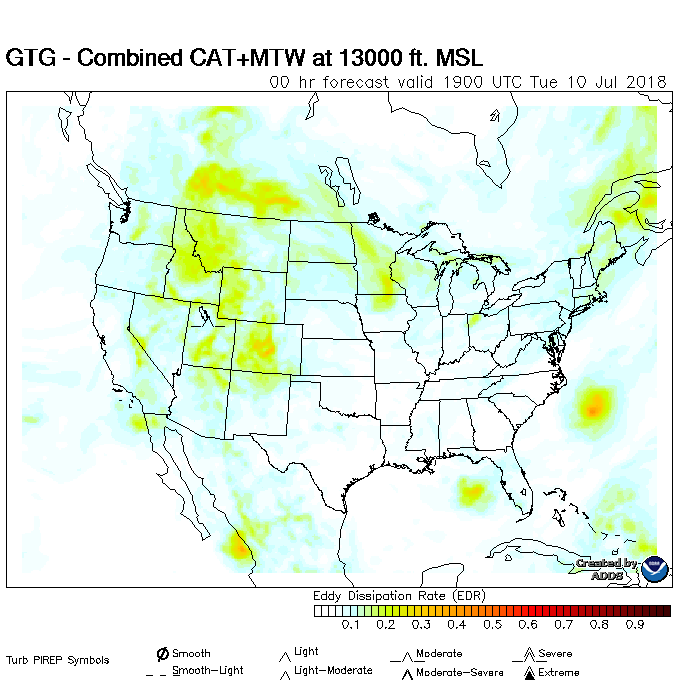 GTG - Combined CAT+MTW at 13000 ft. MSL
00 hr forecast valid 1900 UTC Tue 10 Jul 2018
Created by
ADDS
Eddy Dissipation Rate (EDR)
0.1 0.2 0.3 0.4 0.5 0.6 0.7 0.8 0.9
Turb PIREP Symbols
Smooth Light Moderate Severe
Smooth-Light Light-Moderate Moderate-Severe Extreme